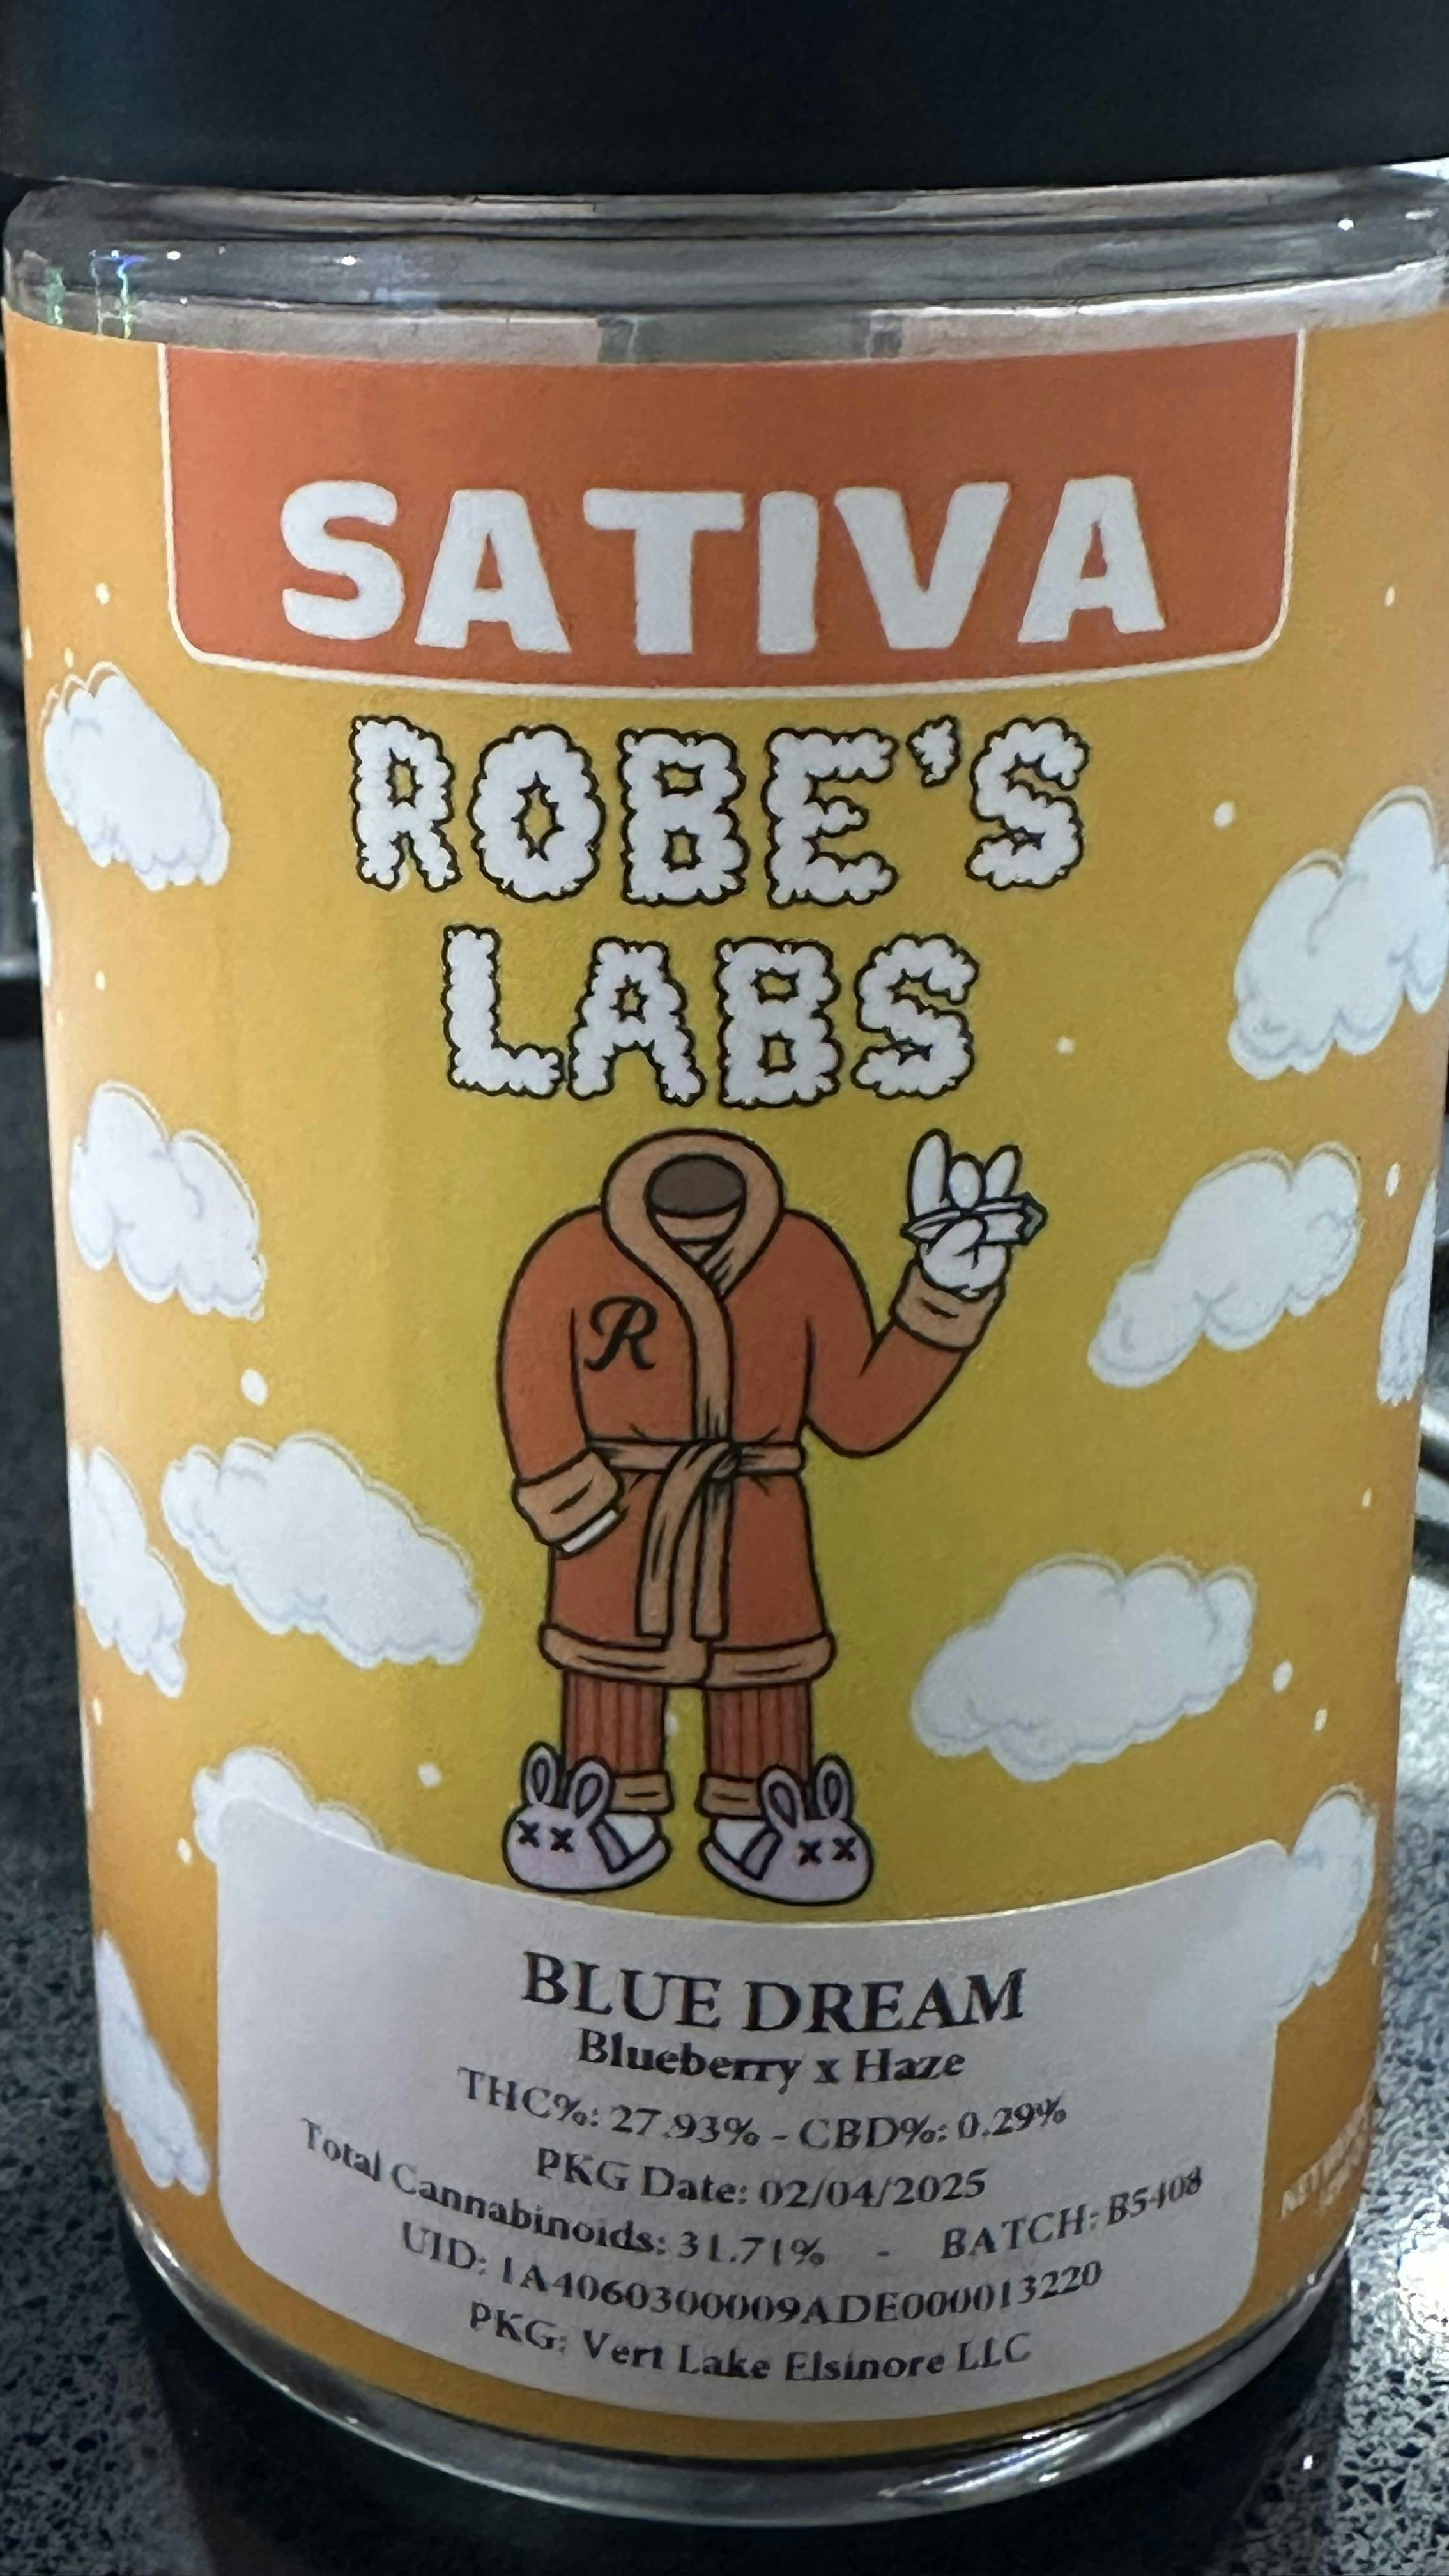 SATIVA
ROBE'S
LABS
R
BLUE DREAM
Blueberry x Haze
THC%: 27.93% - CBD%: 0.29%
PKG Date: 02/04/2025
Total Cannabinoids: 31.71% - BATCH: B5408
UID: 1A4060300009ADE000013220
PKG: Vert Lake Elsinore LLC